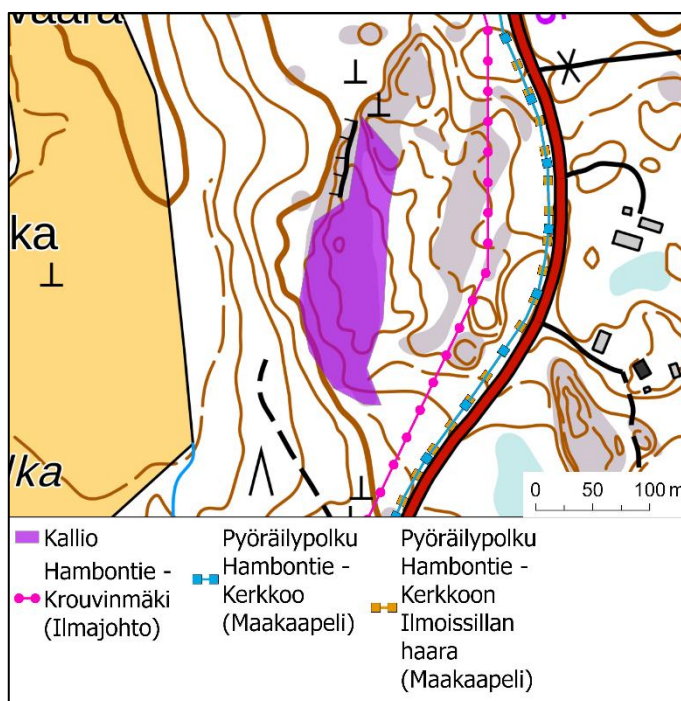 vaara
ka
lka
0 50 100 m
Kallio
Hambontie -
Krouvinmäki
(Ilmajohto)
Pyöräilypolku
Hambontie -
Kerkkoo
(Maakaapeli)
Pyöräilypolku
Hambontie -
Kerkkoon
Ilmoissillan
haara
(Maakaapeli)